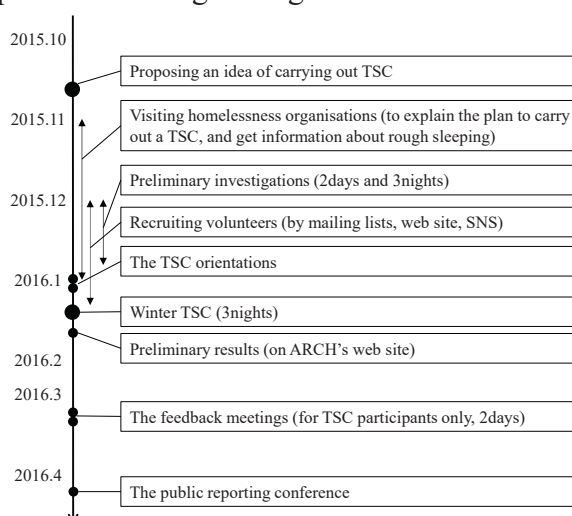 2015.10
Proposing an idea of carrying out TSC
2015.11
Visiting homelessness organisations (to explain the plan to carry
out a TSC, and get information about rough sleeping)
Preliminary investigations (2days and 3nights)
2015.12
Recruiting volunteers (by mailing lists, web site, SNS)
The TSC orientations
2016.1
Winter TSC (3nights)
Preliminary results (on ARCH's web site)
2016.2
2016.3
The feedback meetings (for TSC participants only, 2days)
2016.4
The public reporting conference